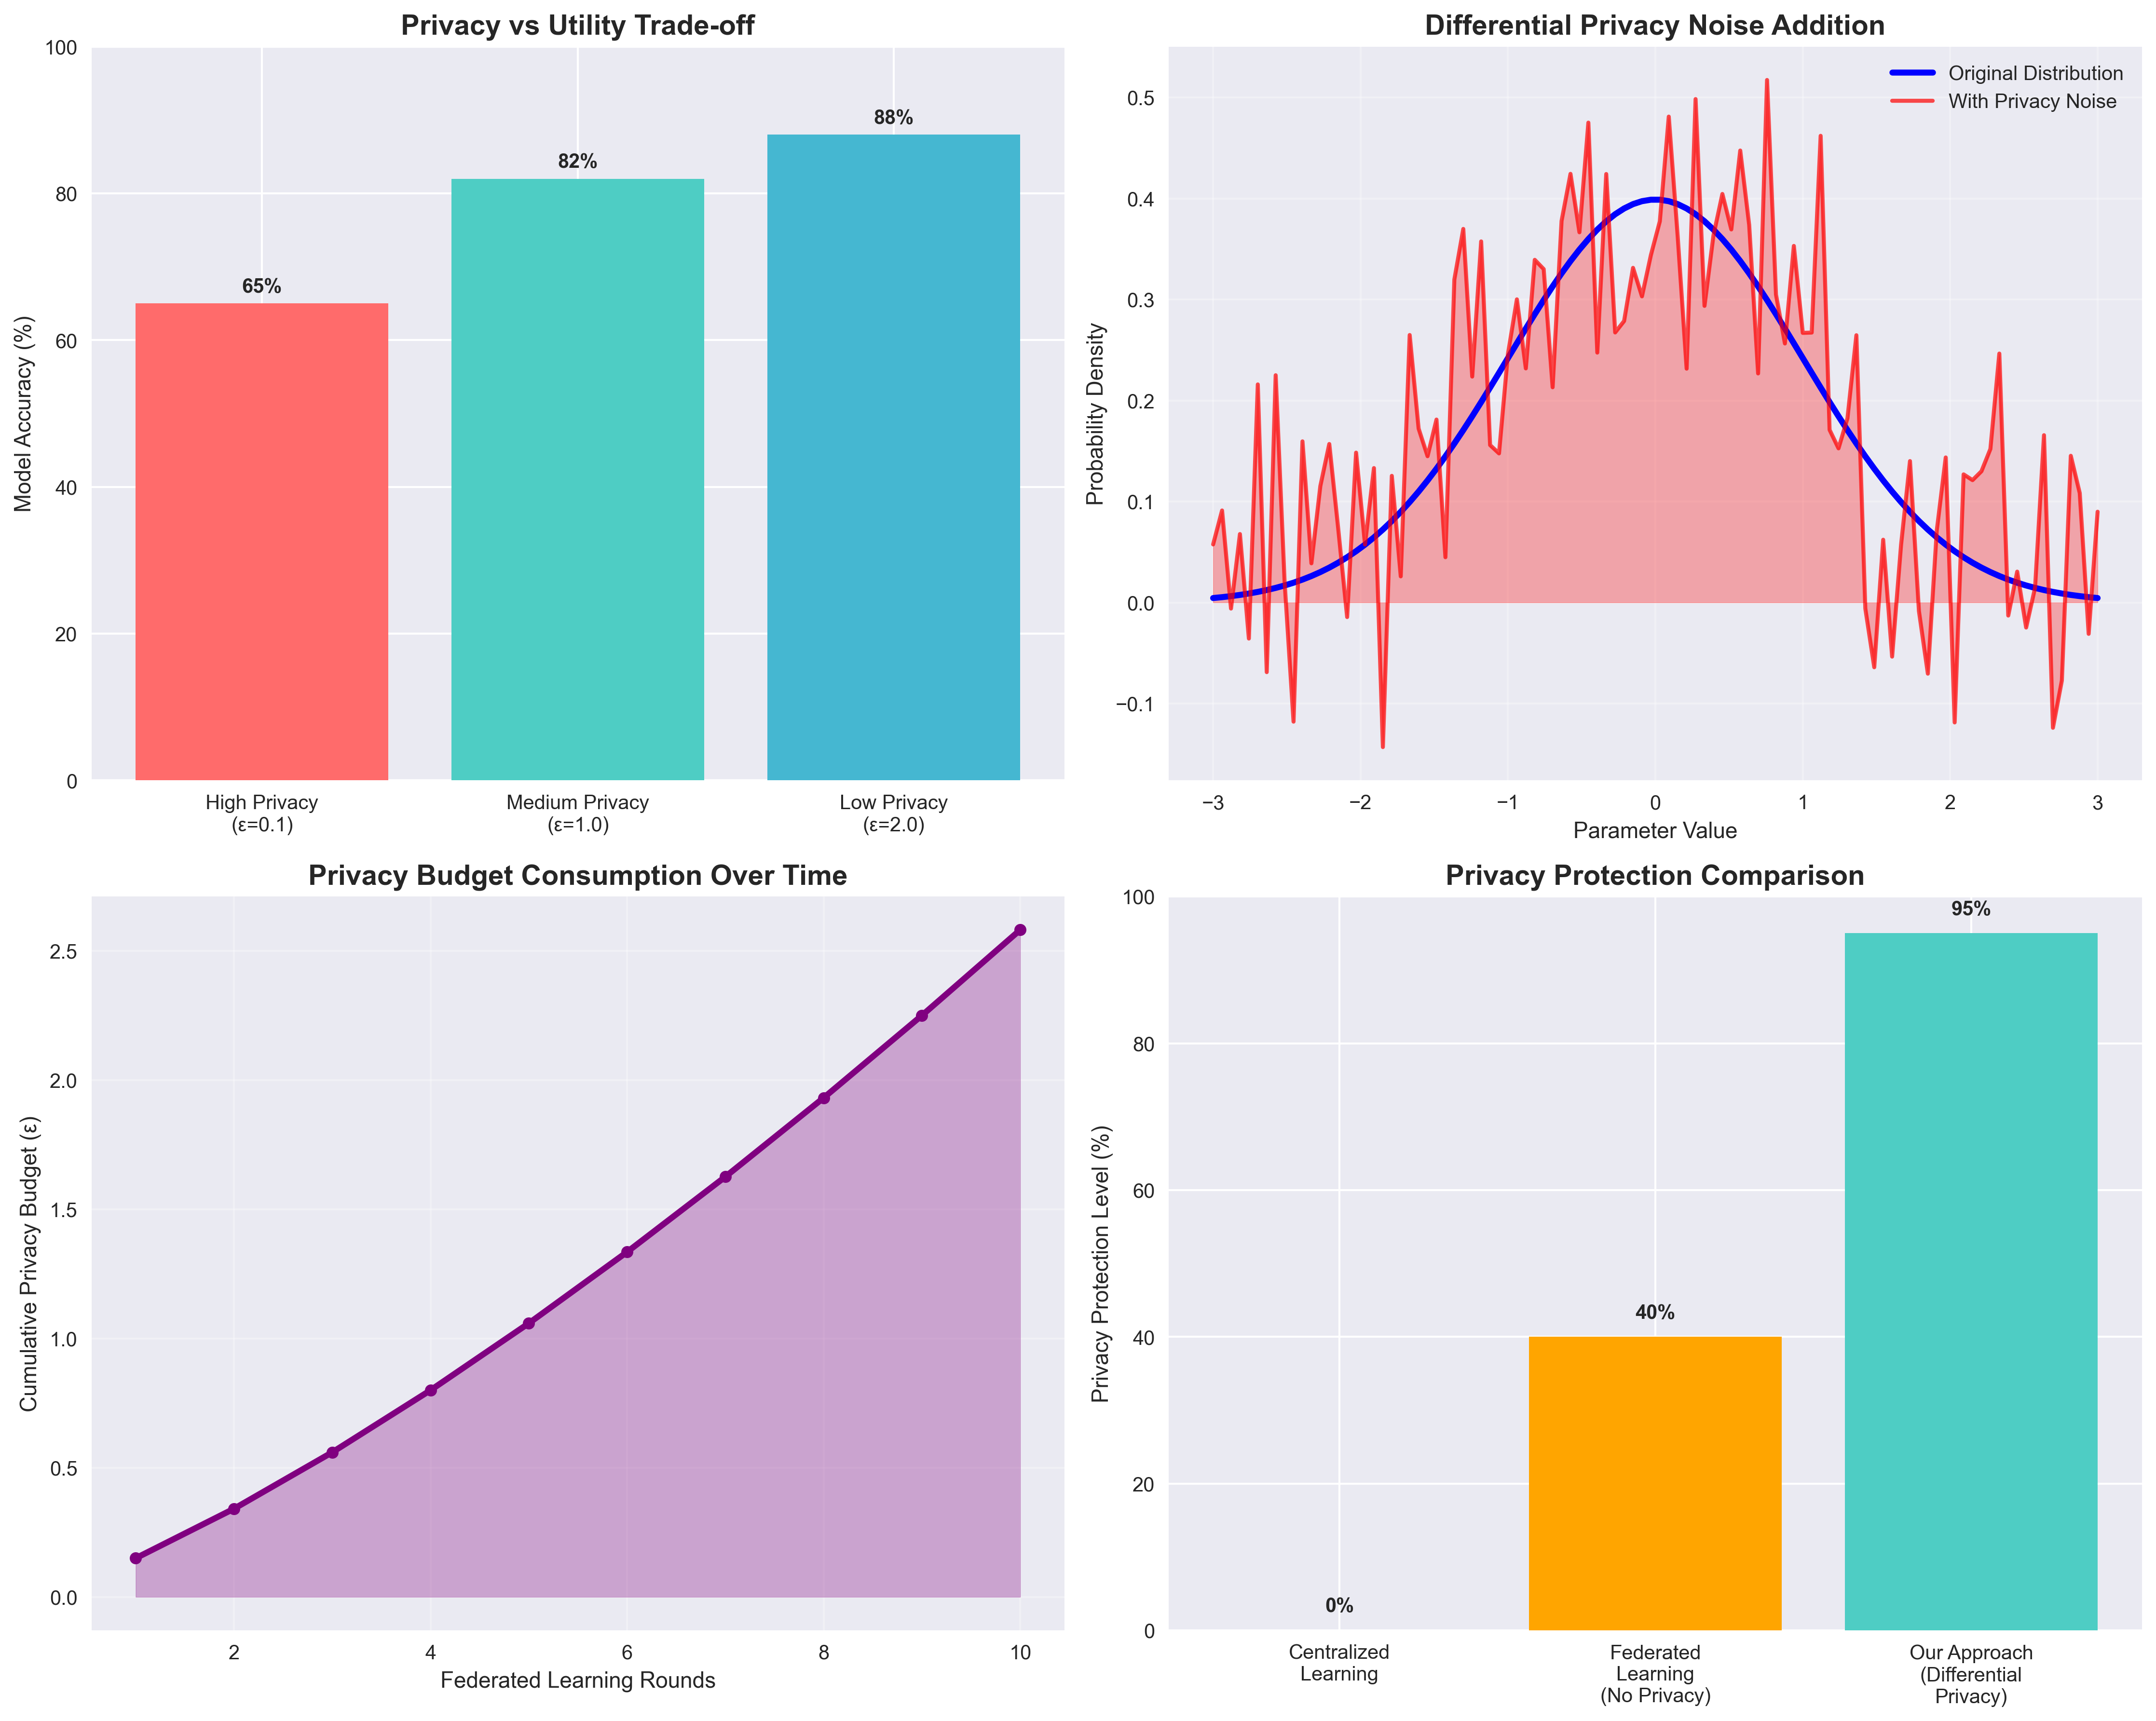 Privacy vs Utility Trade-off
100
80
60
40
20
0
Model Accuracy (%)
65%
82%
88%
High Privacy
(ε=0.1)
Medium Privacy
(ε=1.0)
Low Privacy
(ε=2.0)
Differential Privacy Noise Addition
Original Distribution
With Privacy Noise
0.5
0.4
0.3
0.2
0.1
0.0
−0.1
Probability Density
−3
−2
−1
0
1
2
3
Parameter Value
Privacy Budget Consumption Over Time
2.5
2.0
1.5
1.0
0.5
0.0
Cumulative Privacy Budget (ε)
2
4
6
8
10
Federated Learning Rounds
Privacy Protection Comparison
100
80
60
40
20
0
Privacy Protection Level (%)
0%
40%
95%
Centralized
Learning
Federated
Learning
(No Privacy)
Our Approach
(Differential
Privacy)